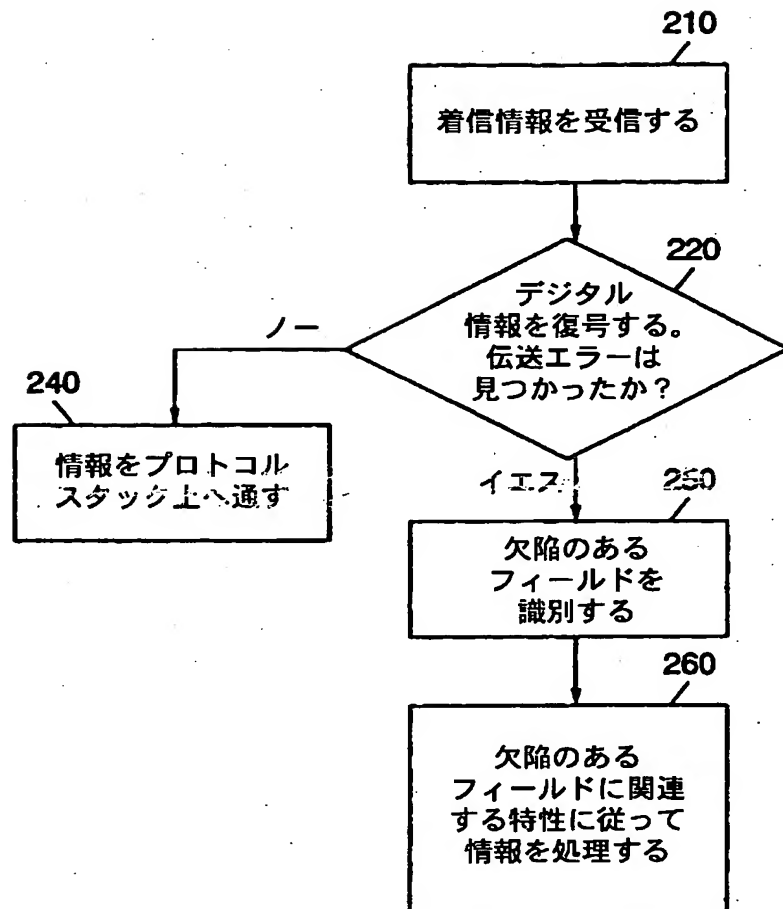 210
着信情報を受信する
220
デジタル
情報を復号する。
伝送エラーは
見つかったか？
ノー
240
情報をプロトコル
スタック上へ通す
イエス
250
欠陥のある
フィールドを
識別する
260
欠陥のある
フィールドに関連
する特性に従って
情報を処理する